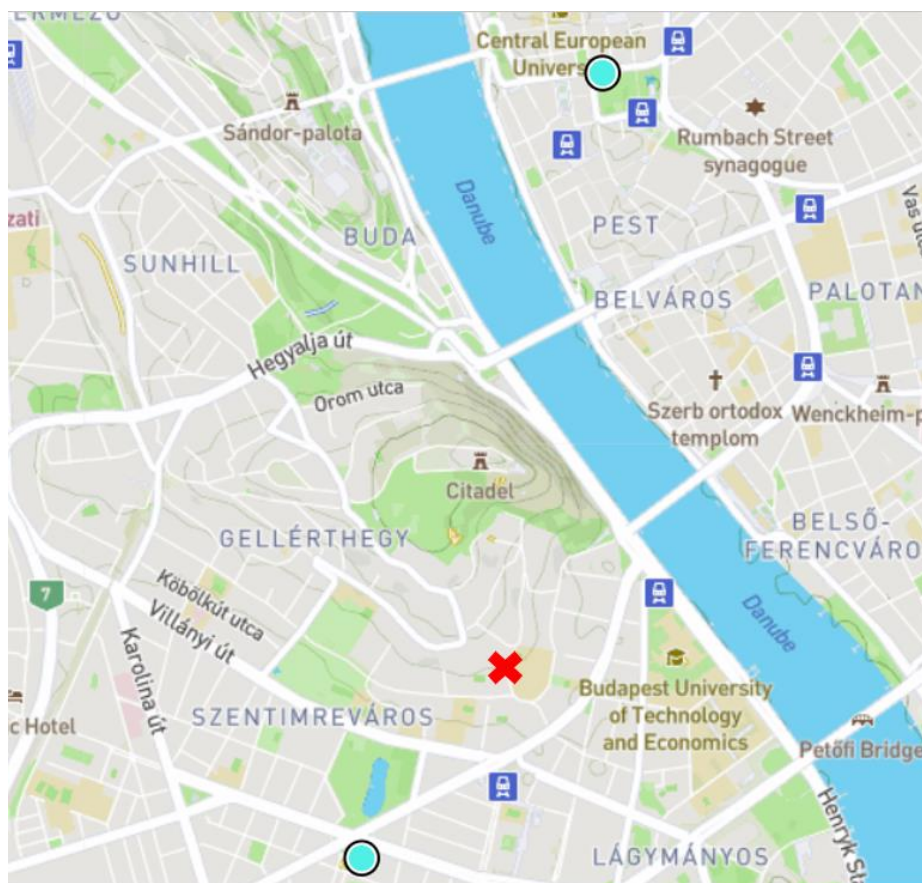 Central European
Univers
Sándor-palota
Rumbach Street
synagogue
Danube
PEST
BUDA
SUNHILL
zati
BELVÁROS
PALOTAN
Hegyalja út
Orom utca
Szerb ortodox
templom
Wenckheim-p
Citadel
BELSŐ-
FERENCVÁRO
GELLÉRTHEGY
7
Köbölkút utca
Villányi út
Karolina út
Danube
Budapest University
of Technology
and Economics
SZENTIMREVÁROS
c Hotel
Petőfi Bridge
Henryk Sła
LÁGYMÁNYOS